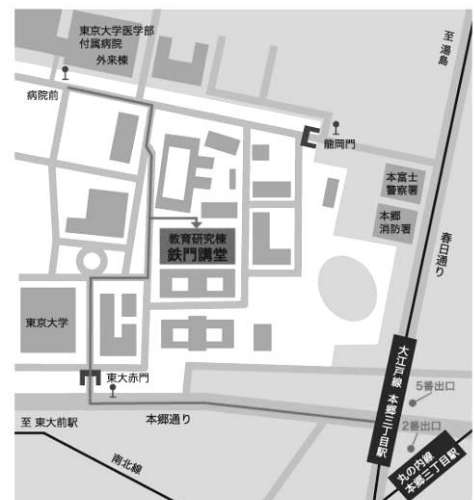 東京大学医学部
付属病院
外来棟
病院前
至 湯島
龍岡門
本富士
警察署
本郷
消防署
春日通り
教育研究棟
鉄門講堂
東京大学
東大赤門
大江戸線 本郷三丁目駅
5番出口
本郷通り
至 東大前駅
2番出口
南北線
丸の内線
本郷三丁目駅